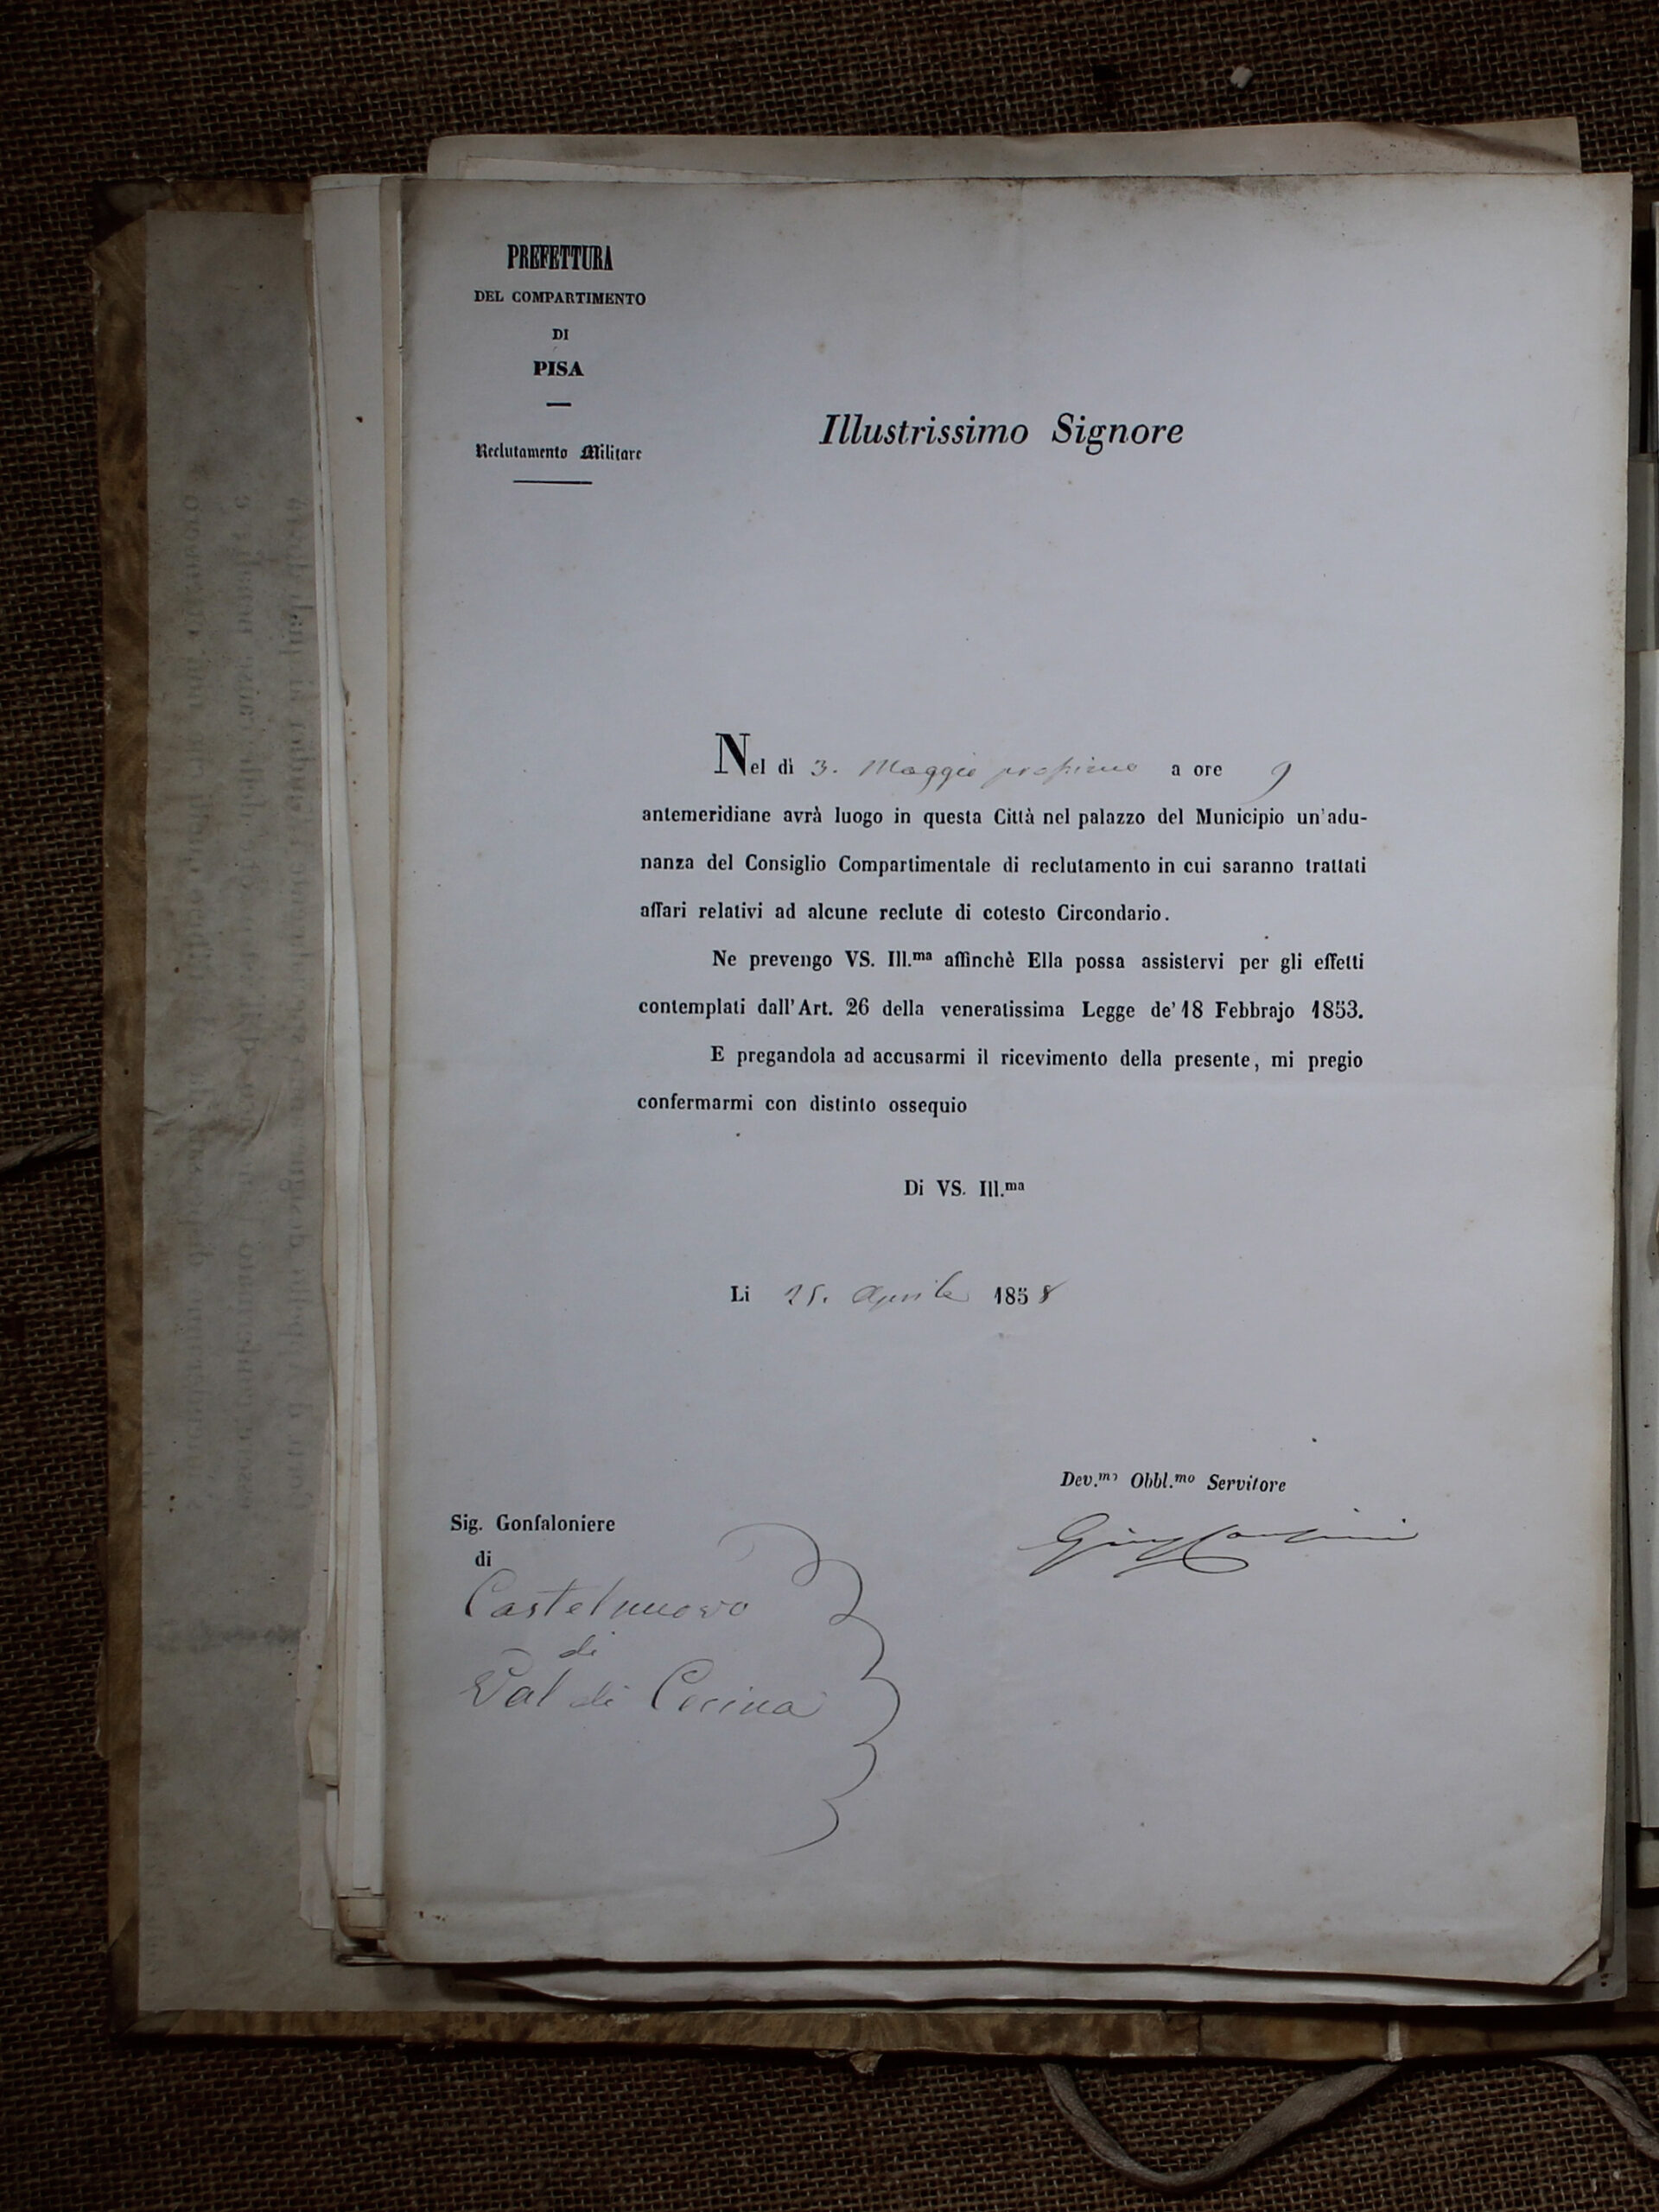 PREFETTURA
DEL COMPARTIMENTO
DI
PISA
Reclutamento Militare
Illustrissimo Signore
Nel dì 3. Maggio prossimo a ore 9
antemeridiane avrà luogo in questa Città nel palazzo del Municipio un'adu-
nanza del Consiglio Compartimentale di reclutamento in cui saranno trattati
affari relativi ad alcune reclute di cotesto Circondario.
Ne prevengo VS. Ill.ma affinchè Ella possa assistervi per gli effetti
contemplati dall'Art. 26 della veneratissima Legge de' 18 Febbrajo 1853.
E pregandola ad accusarmi il ricevimento della presente, mi pregio
confermarmi con distinto ossequio
Di VS. Ill.ma
Li 25. Aprile 1858
Dev.mo Obbl.mo Servitore
Sig. Gonfaloniere
di
Castelnuovo
di
Val di Cecina